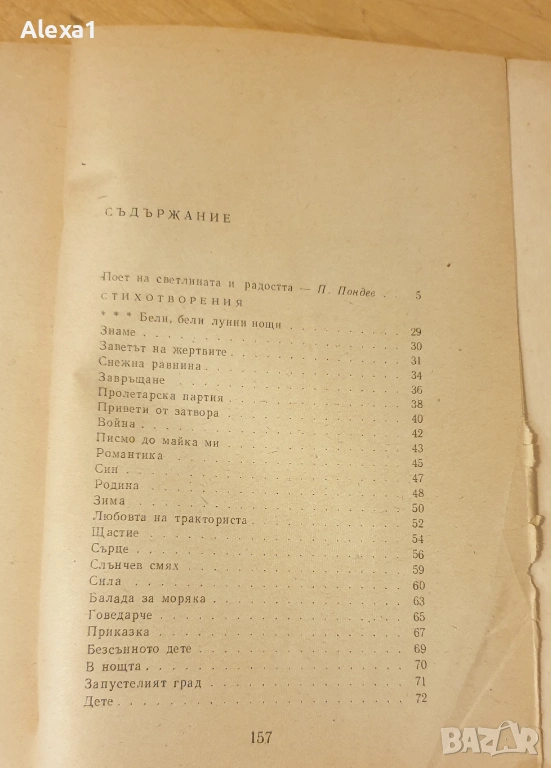 Alexa1
СЪДЪРЖАНИЕ
Поет на светлината и радостта — П. Пондев . 5
СТИХОТВОРЕНИЯ
* * * Бели, бели лунни нощи . . . . . . . 29
Знаме . . . . . . . . . . . . . . . . 30
Заветът на жертвите . . . . . . . . . . 31
Снежна равнина . . . . . . . . . . . . 34
Завръщане . . . . . . . . . . . . . . 36
Пролетарска партия . . . . . . . . . . 38
Привети от затвора . . . . . . . . . . 40
Война . . . . . . . . . . . . . . . . 42
Писмо до майка ми . . . . . . . . . . 43
Романтика . . . . . . . . . . . . . . 45
Син . . . . . . . . . . . . . . . . . 47
Родина . . . . . . . . . . . . . . . . 48
Зима . . . . . . . . . . . . . . . . . 50
Любовта на тракториста . . . . . . . . 52
Щастие . . . . . . . . . . . . . . . . 54
Сърце . . . . . . . . . . . . . . . . 56
Слънчев смях . . . . . . . . . . . . . 59
Сила . . . . . . . . . . . . . . . . . 60
Балада за моряка . . . . . . . . . . . 63
Говедарче . . . . . . . . . . . . . . 65
Приказка . . . . . . . . . . . . . . . 67
Безсънното дете . . . . . . . . . . . . 69
В нощта . . . . . . . . . . . . . . . 70
Запустелият град . . . . . . . . . . . 71
Дете . . . . . . . . . . . . . . . . . 72
157
BAZAR